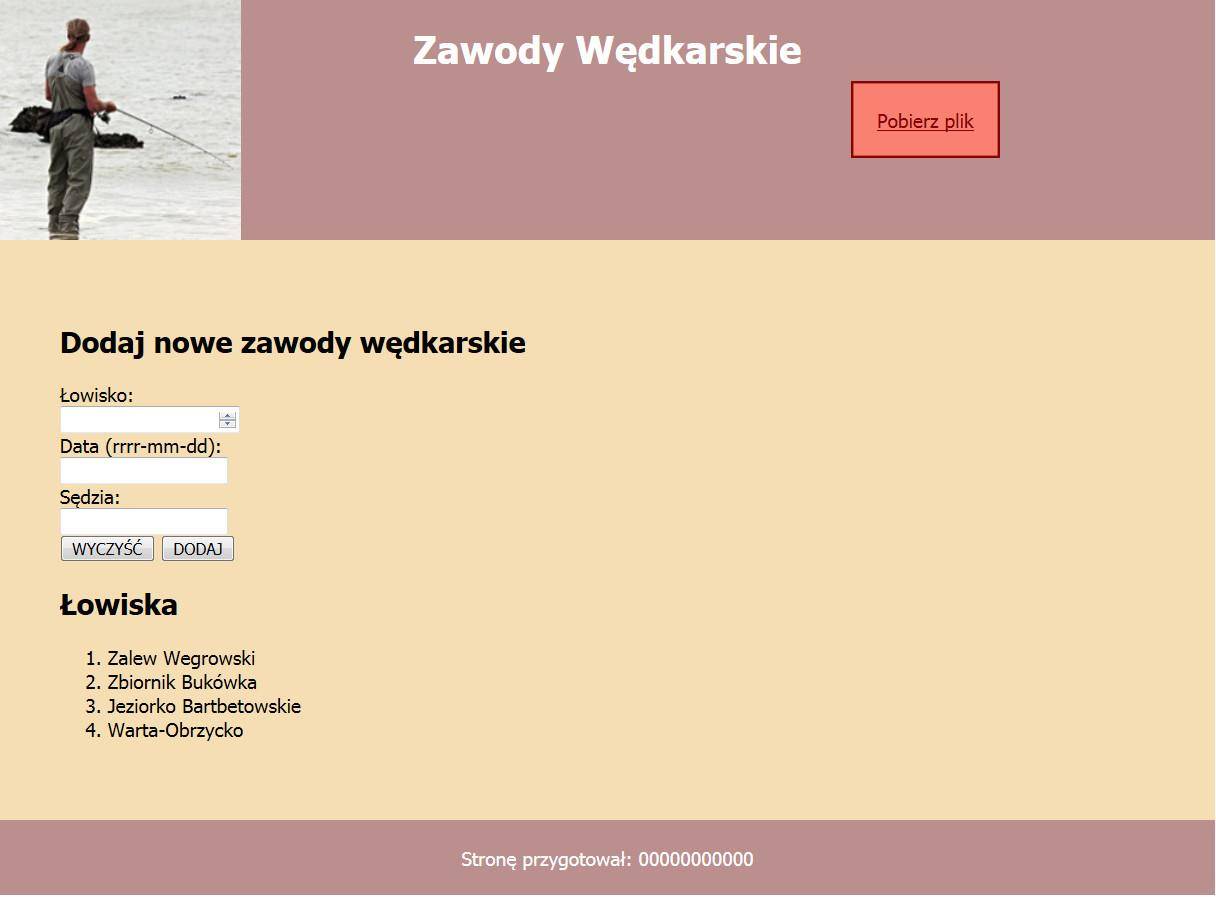 Zawody Wędkarskie
Pobierz plik
Dodaj nowe zawody wędkarskie
Łowisko:
Data (rrrr-mm-dd):
Sędzia:
WYCZYŚĆ DODAJ
Łowiska
1. Zalew Wegrowski
2. Zbiornik Bukówka
3. Jeziorko Bartbetowskie
4. Warta-Obrzycko
Stronę przygotował: 00000000000